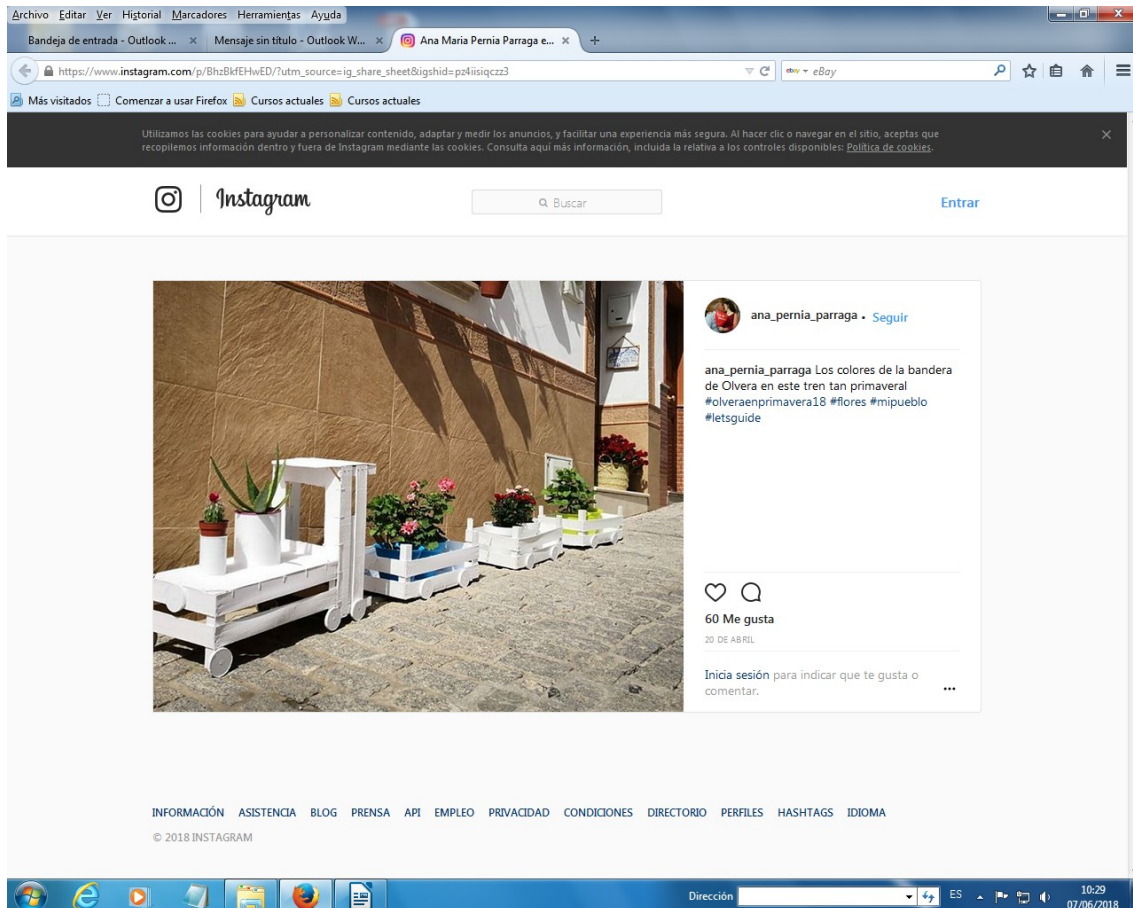 Archivo Editar Ver Historial Marcadores Herramientas Ayuda
Bandeja de entrada - Outlook ... × Mensaje sin título - Outlook W... × Ana Maria Pernia Parraga e... × +
https://www.instagram.com/p/BhzBkfEHwED/?utm_source=ig_share_sheet&igshid=pz4iisiqczz3
ebay eBay
Más visitados Comenzar a usar Firefox Cursos actuales Cursos actuales
Utilizamos las cookies para ayudar a personalizar contenido, adaptar y medir los anuncios, y facilitar una experiencia más segura. Al hacer clic o navegar en el sitio, aceptas que
recopilemos información dentro y fuera de Instagram mediante las cookies. Consulta aquí más información, incluida la relativa a los controles disponibles: Política de cookies.
Instagram
Buscar
Entrar
ana_pernia_parraga • Seguir
ana_pernia_parraga Los colores de la bandera
de Olvera en este tren tan primaveral
#olveraenprimavera18 #flores #mipueblo
#letsguide
60 Me gusta
20 DE ABRIL
Inicia sesión para indicar que te gusta o
comentar.
INFORMACIÓN ASISTENCIA BLOG PRENSA API EMPLEO PRIVACIDAD CONDICIONES DIRECTORIO PERFILES HASHTAGS IDIOMA
© 2018 INSTAGRAM
Dirección
ES
10:29
07/06/2018